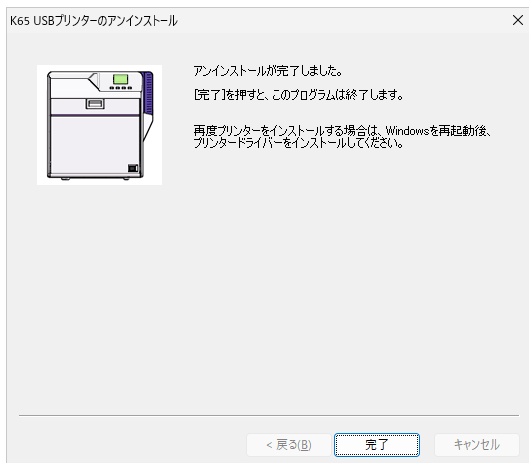 K65 USBプリンターのアンインストール
アンインストールが完了しました。
[完了]を押すと、このプログラムは終了します。
再度プリンターをインストールする場合は、Windowsを再起動後、
プリンタードライバーをインストールしてください。
< 戻る(B)
完了
キャンセル